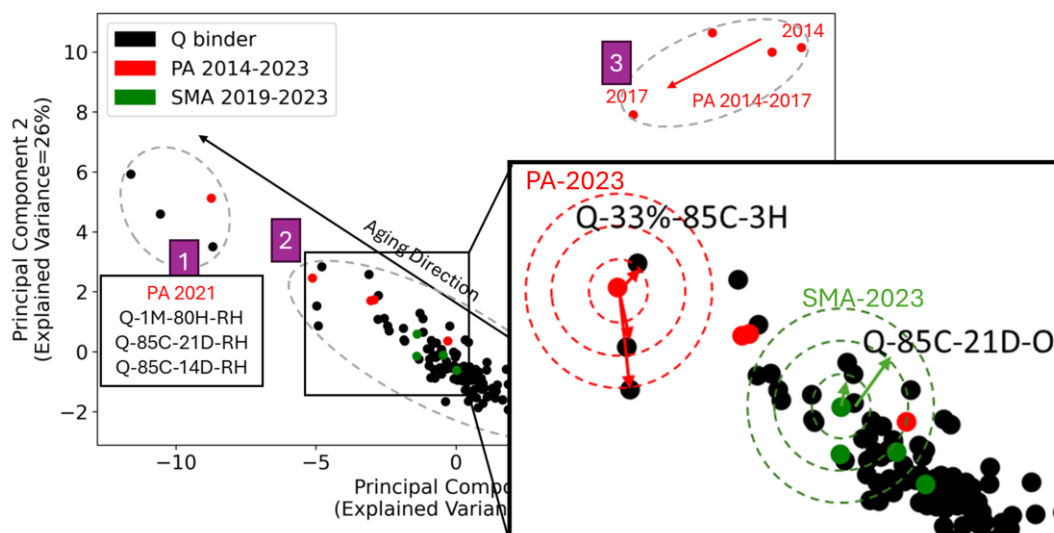 Principal Component 2
(Explained Variance=26%)
10
8
6
4
2
0
−2
Q binder
PA 2014-2023
SMA 2019-2023
3
2014
2017
PA 2014-2017
1
2
Aging Direction
PA 2021
Q-1M-80H-RH
Q-85C-21D-RH
Q-85C-14D-RH
−10
−5
0
Principal Compo
(Explained Varian
PA-2023
Q-33%-85C-3H
SMA-2023
Q-85C-21D-O